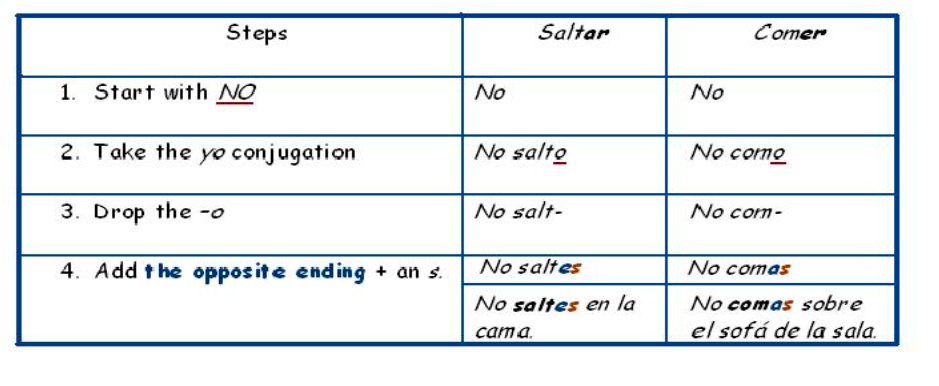 Steps Saltar Comer
1. Start with NO No No
2. Take the yo conjugation No salto No como
3. Drop the -o No salt- No com-
4. Add the opposite ending + an s. No saltes No comas
No saltes en la No comas sobre
cama. el sofá de la sala.